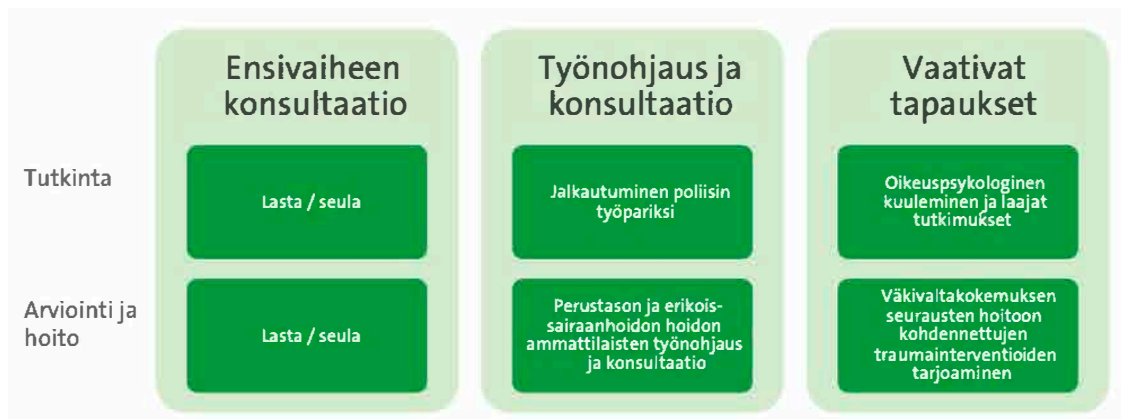 Ensivaiheen
konsultaatio
Työnohjaus ja
konsultaatio
Vaativat
tapaukset
Tutkinta
Lasta / seula
Jalkautuminen poliisin
työpariksi
Oikeuspsykologinen
kuuleminen ja laajat
tutkimukset
Arviointi ja
hoito
Lasta / seula
Perustason ja erikois-
sairaanhoidon hoidon
ammattilaisten työnohjaus
ja konsultaatio
Väkivaltakokemuksen
seurausten hoitoon
kohdennettujen
traumainterventioiden
tarjoaminen